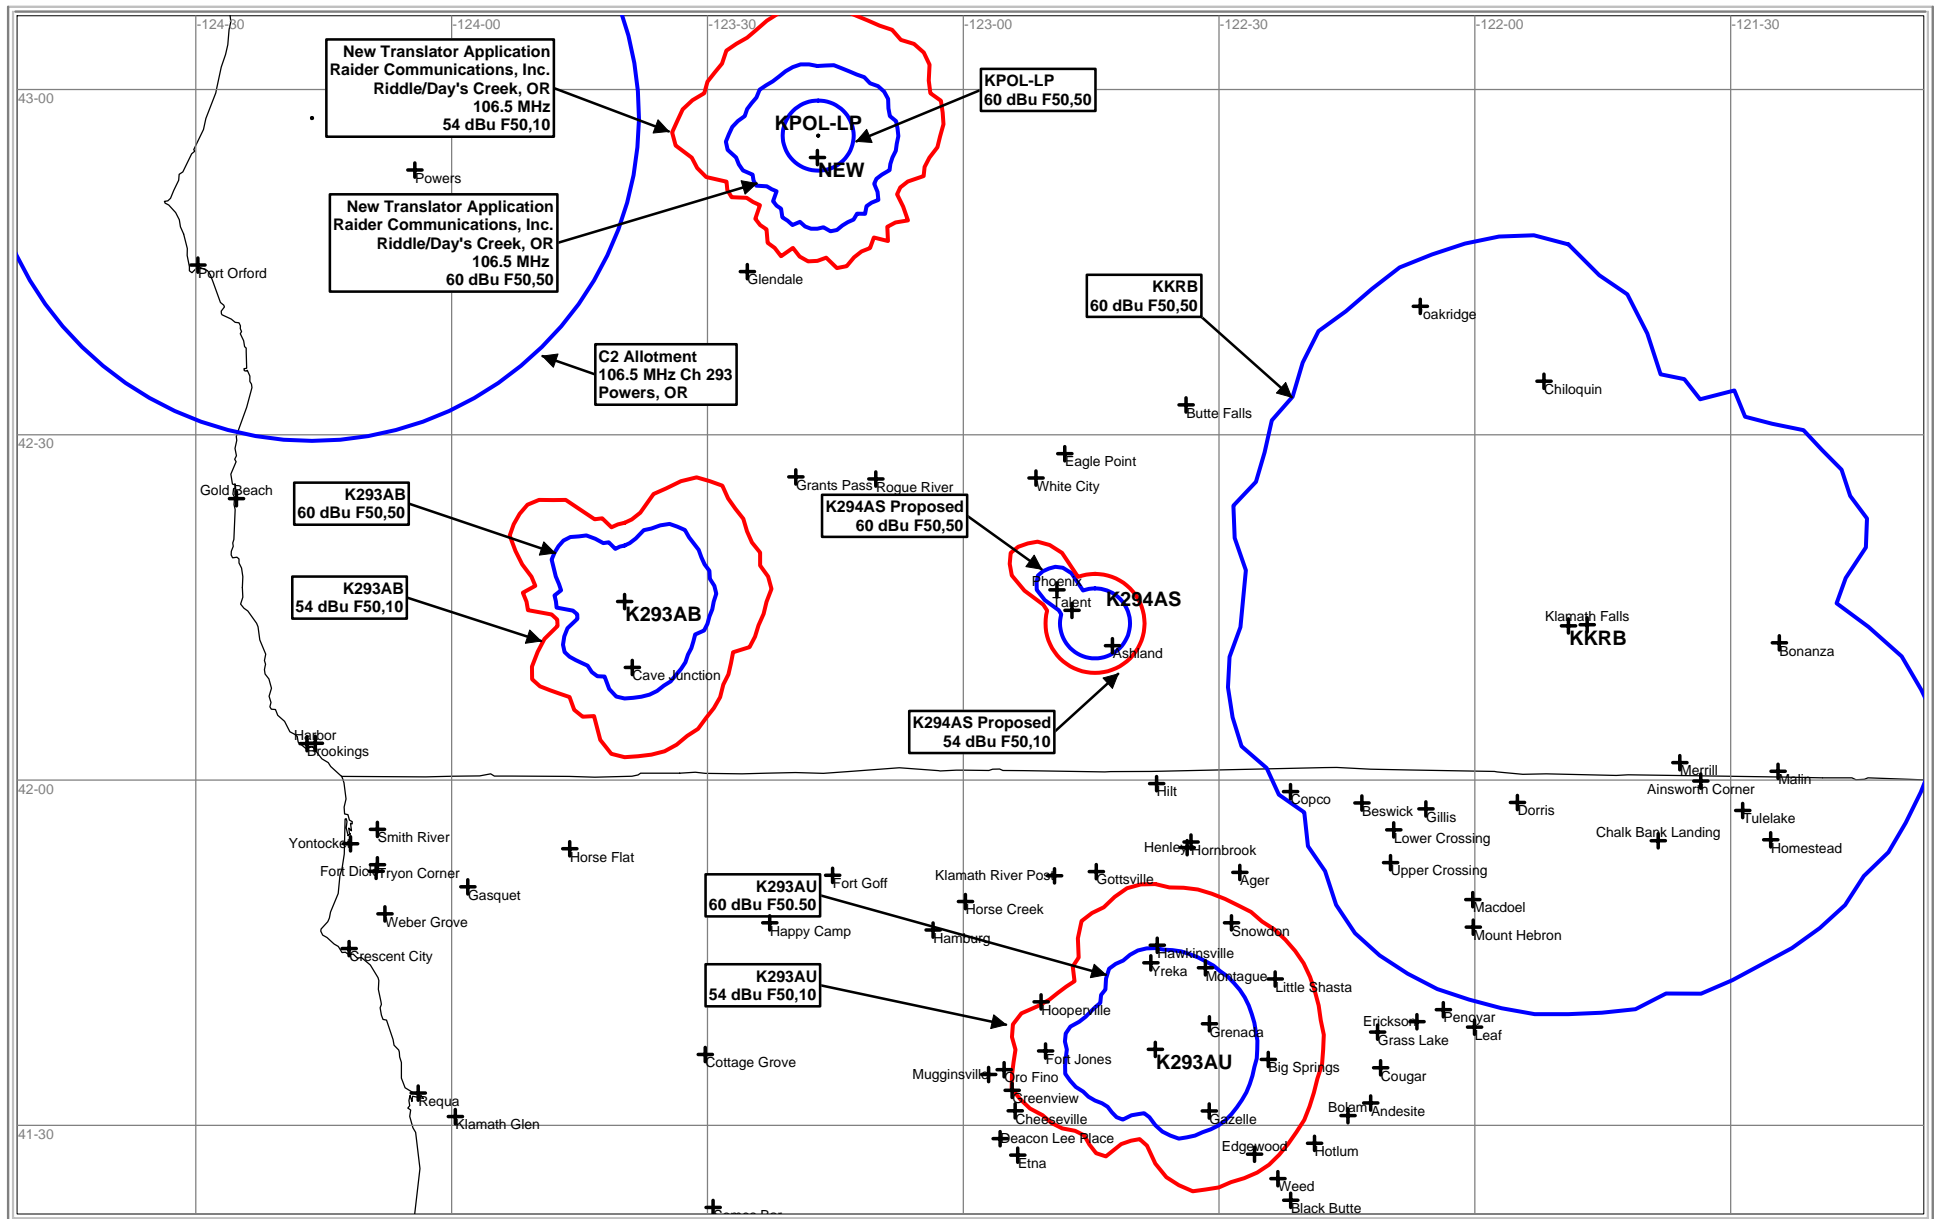 -124-30
-124-00
-123-30
-123-00
-122-30
-122-00
-121-30
43-00
42-30
42-00
41-30
New Translator Application
Raider Communications, Inc.
Riddle/Day's Creek, OR
106.5 MHz
54 dBu F50,10
KPOL-LP
60 dBu F50,50
KPOL-LP
NEW
Powers
New Translator Application
Raider Communications, Inc.
Riddle/Day's Creek, OR
106.5 MHz
60 dBu F50,50
Port Orford
Glendale
KKRB
60 dBu F50,50
oakridge
C2 Allotment
106.5 MHz Ch 293
Powers, OR
Chiloquin
Butte Falls
Eagle Point
Grants Pass
Rogue River
White City
Gold Beach
K293AB
60 dBu F50,50
K294AS Proposed
60 dBu F50,50
K293AB
54 dBu F50,10
Phoenix
Talent
K294AS
K293AB
Ashland
Cave Junction
Klamath Falls
KKRB
Bonanza
K294AS Proposed
54 dBu F50,10
Harbor
Brookings
Merrill
Malin
Ainsworth Corner
Hilt
Copco
Beswick
Gillis
Dorris
Tulelake
Smith River
Yontocket
Lower Crossing
Chalk Bank Landing
Homestead
Horse Flat
Henley
Hornbrook
Fort Dick
Tryon Corner
Upper Crossing
Gasquet
Fort Goff
Klamath River Post
Gottsville
Ager
K293AU
60 dBu F50.50
Horse Creek
Macdoel
Weber Grove
Happy Camp
Hamburg
Snowdon
Mount Hebron
Crescent City
Hawkinsville
Yreka
Montague
Little Shasta
K293AU
54 dBu F50,10
Hooperville
Penoyar
Erickson
Grass Lake
Leaf
Grenada
Cottage Grove
Fort Jones
K293AU
Big Springs
Mugginsville
Oro Fino
Cougar
Requa
Greenview
Klamath Glen
Cheeseville
Gazelle
Bolam
Andesite
Deacon Lee Place
Etna
Edgewood
Hotlum
Weed
Black Butte